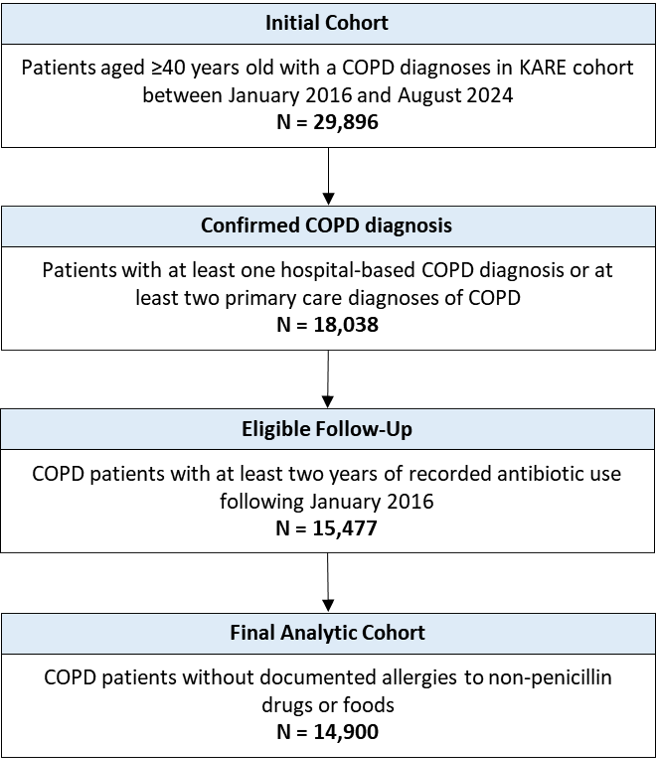 Initial Cohort
Patients aged ≥40 years old with a COPD diagnoses in KARE cohort
between January 2016 and August 2024
N = 29,896
Confirmed COPD diagnosis
Patients with at least one hospital-based COPD diagnosis or at
least two primary care diagnoses of COPD
N = 18,038
Eligible Follow-Up
COPD patients with at least two years of recorded antibiotic use
following January 2016
N = 15,477
Final Analytic Cohort
COPD patients without documented allergies to non-penicillin
drugs or foods
N = 14,900